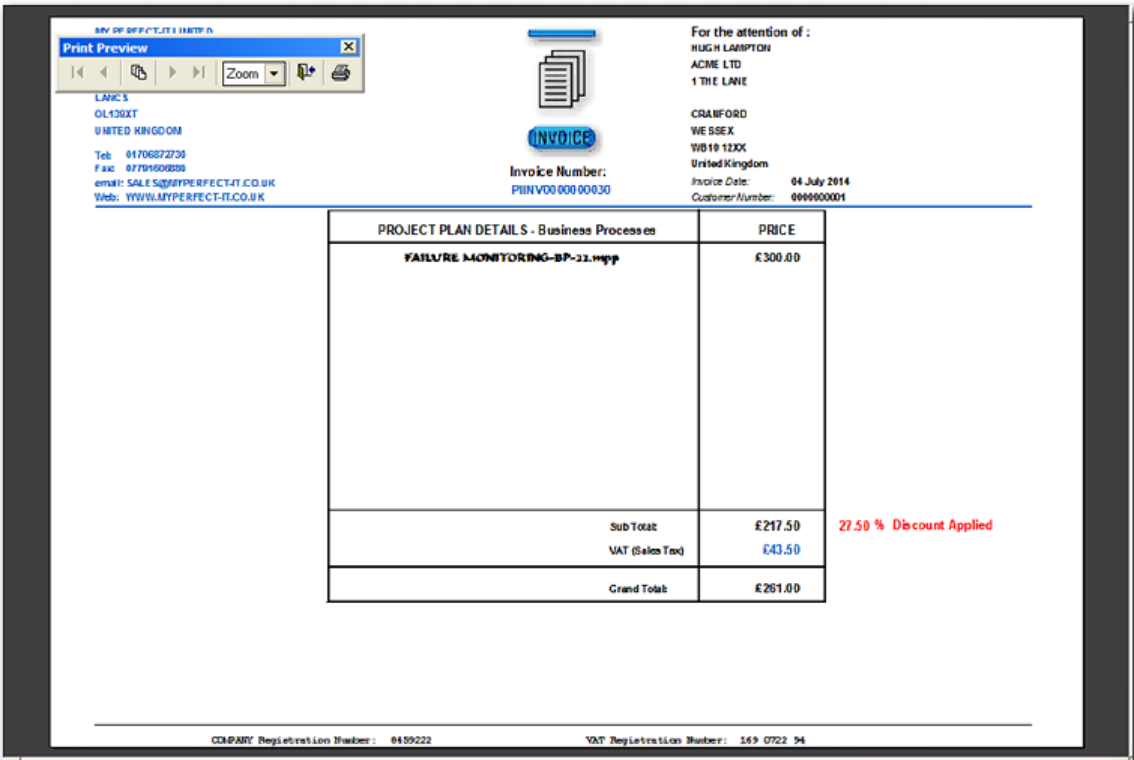 MY PERFECT-IT LIMITED
Print Preview
Zoom
LANCS
OL139XT
UNITED KINGDOM
Tel: 01706872730
Fax: 07791606880
email: SALES@MYPERFECT-IT.CO.UK
Web: WWW.MYPERFECT-IT.CO.UK
INVOICE
Invoice Number:
PIINV0000000030
For the attention of :
HUGH LAMPTON
ACME LTD
1 THE LANE
CRANFORD
WESSEX
WB10 12XX
United Kingdom
Invoice Date: 04 July 2014
Customer Number: 0000000001
PROJECT PLAN DETAILS - Business Processes PRICE
FAILURE MONITORING-BP-22.mpp £300.00
Sub Total: £217.50 27.50 % Discount Applied
VAT (Sales Tax) £43.50
Grand Total: £261.00
COMPANY Registration Number: 8459222 VAT Registration Number: 169 0722 94